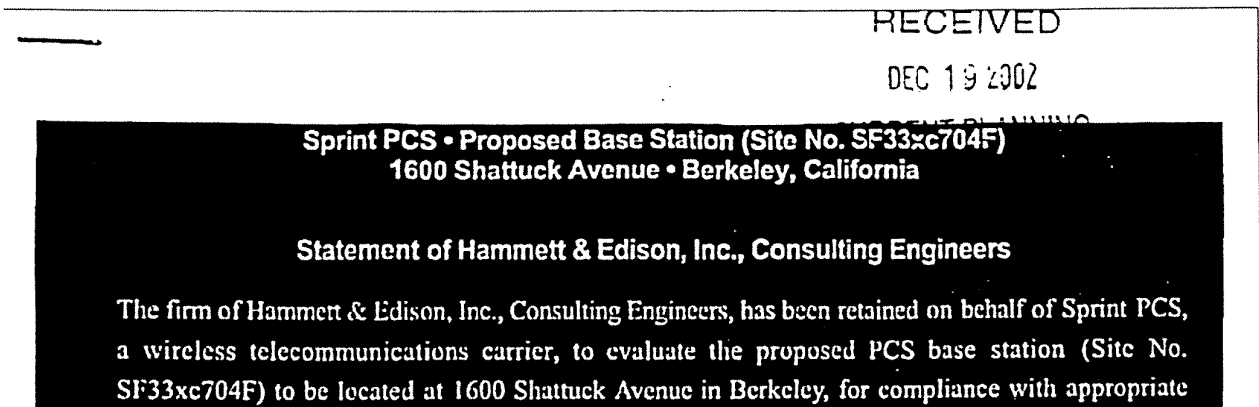 RECEIVED
DEC 19 2002
CURRENT PLANNING
Sprint PCS • Proposed Base Station (Site No. SF33xc704F)
1600 Shattuck Avenue • Berkeley, California
Statement of Hammett & Edison, Inc., Consulting Engineers
The firm of Hammett & Edison, Inc., Consulting Engineers, has been retained on behalf of Sprint PCS,
a wireless telecommunications carrier, to evaluate the proposed PCS base station (Site No.
SF33xc704F) to be located at 1600 Shattuck Avenue in Berkeley, for compliance with appropriate